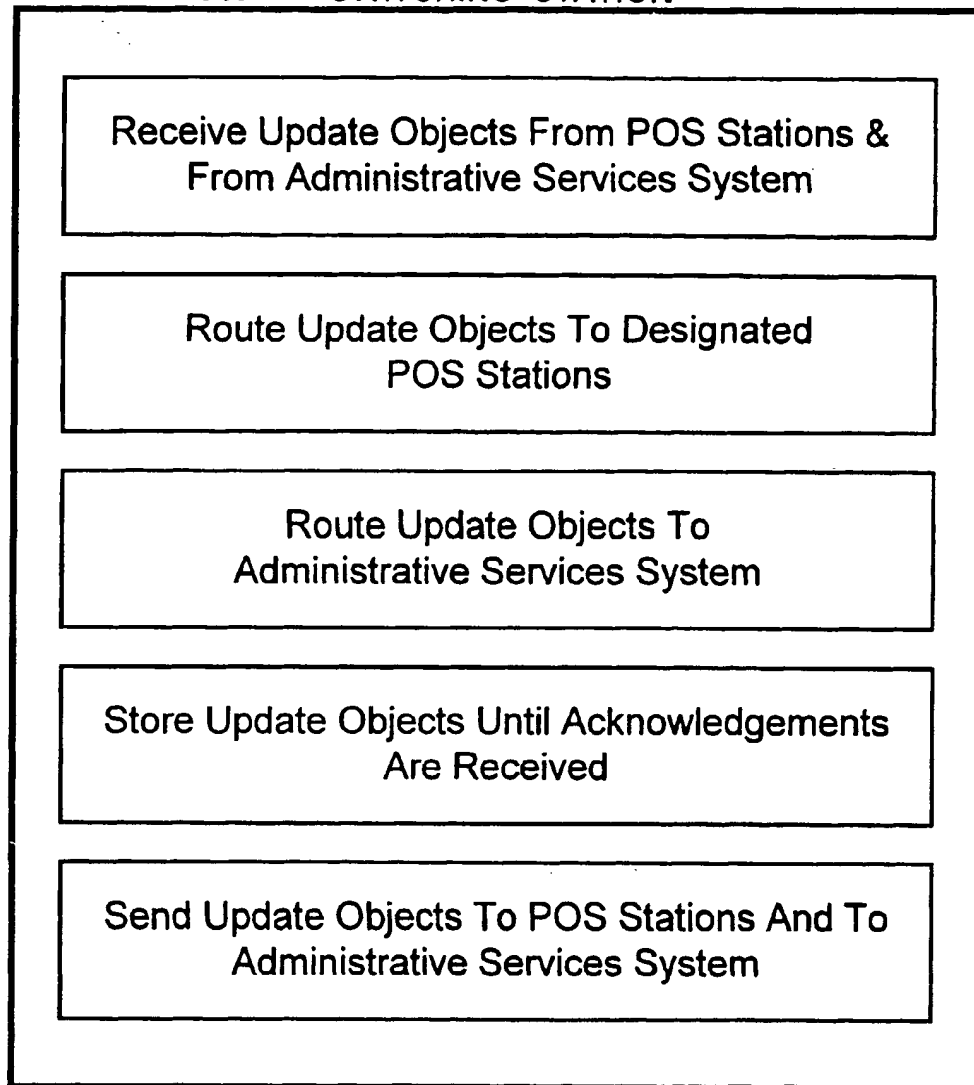 Receive Update Objects From POS Stations &
From Administrative Services System
Route Update Objects To Designated
POS Stations
Route Update Objects To
Administrative Services System
Store Update Objects Until Acknowledgements
Are Received
Send Update Objects To POS Stations And To
Administrative Services System